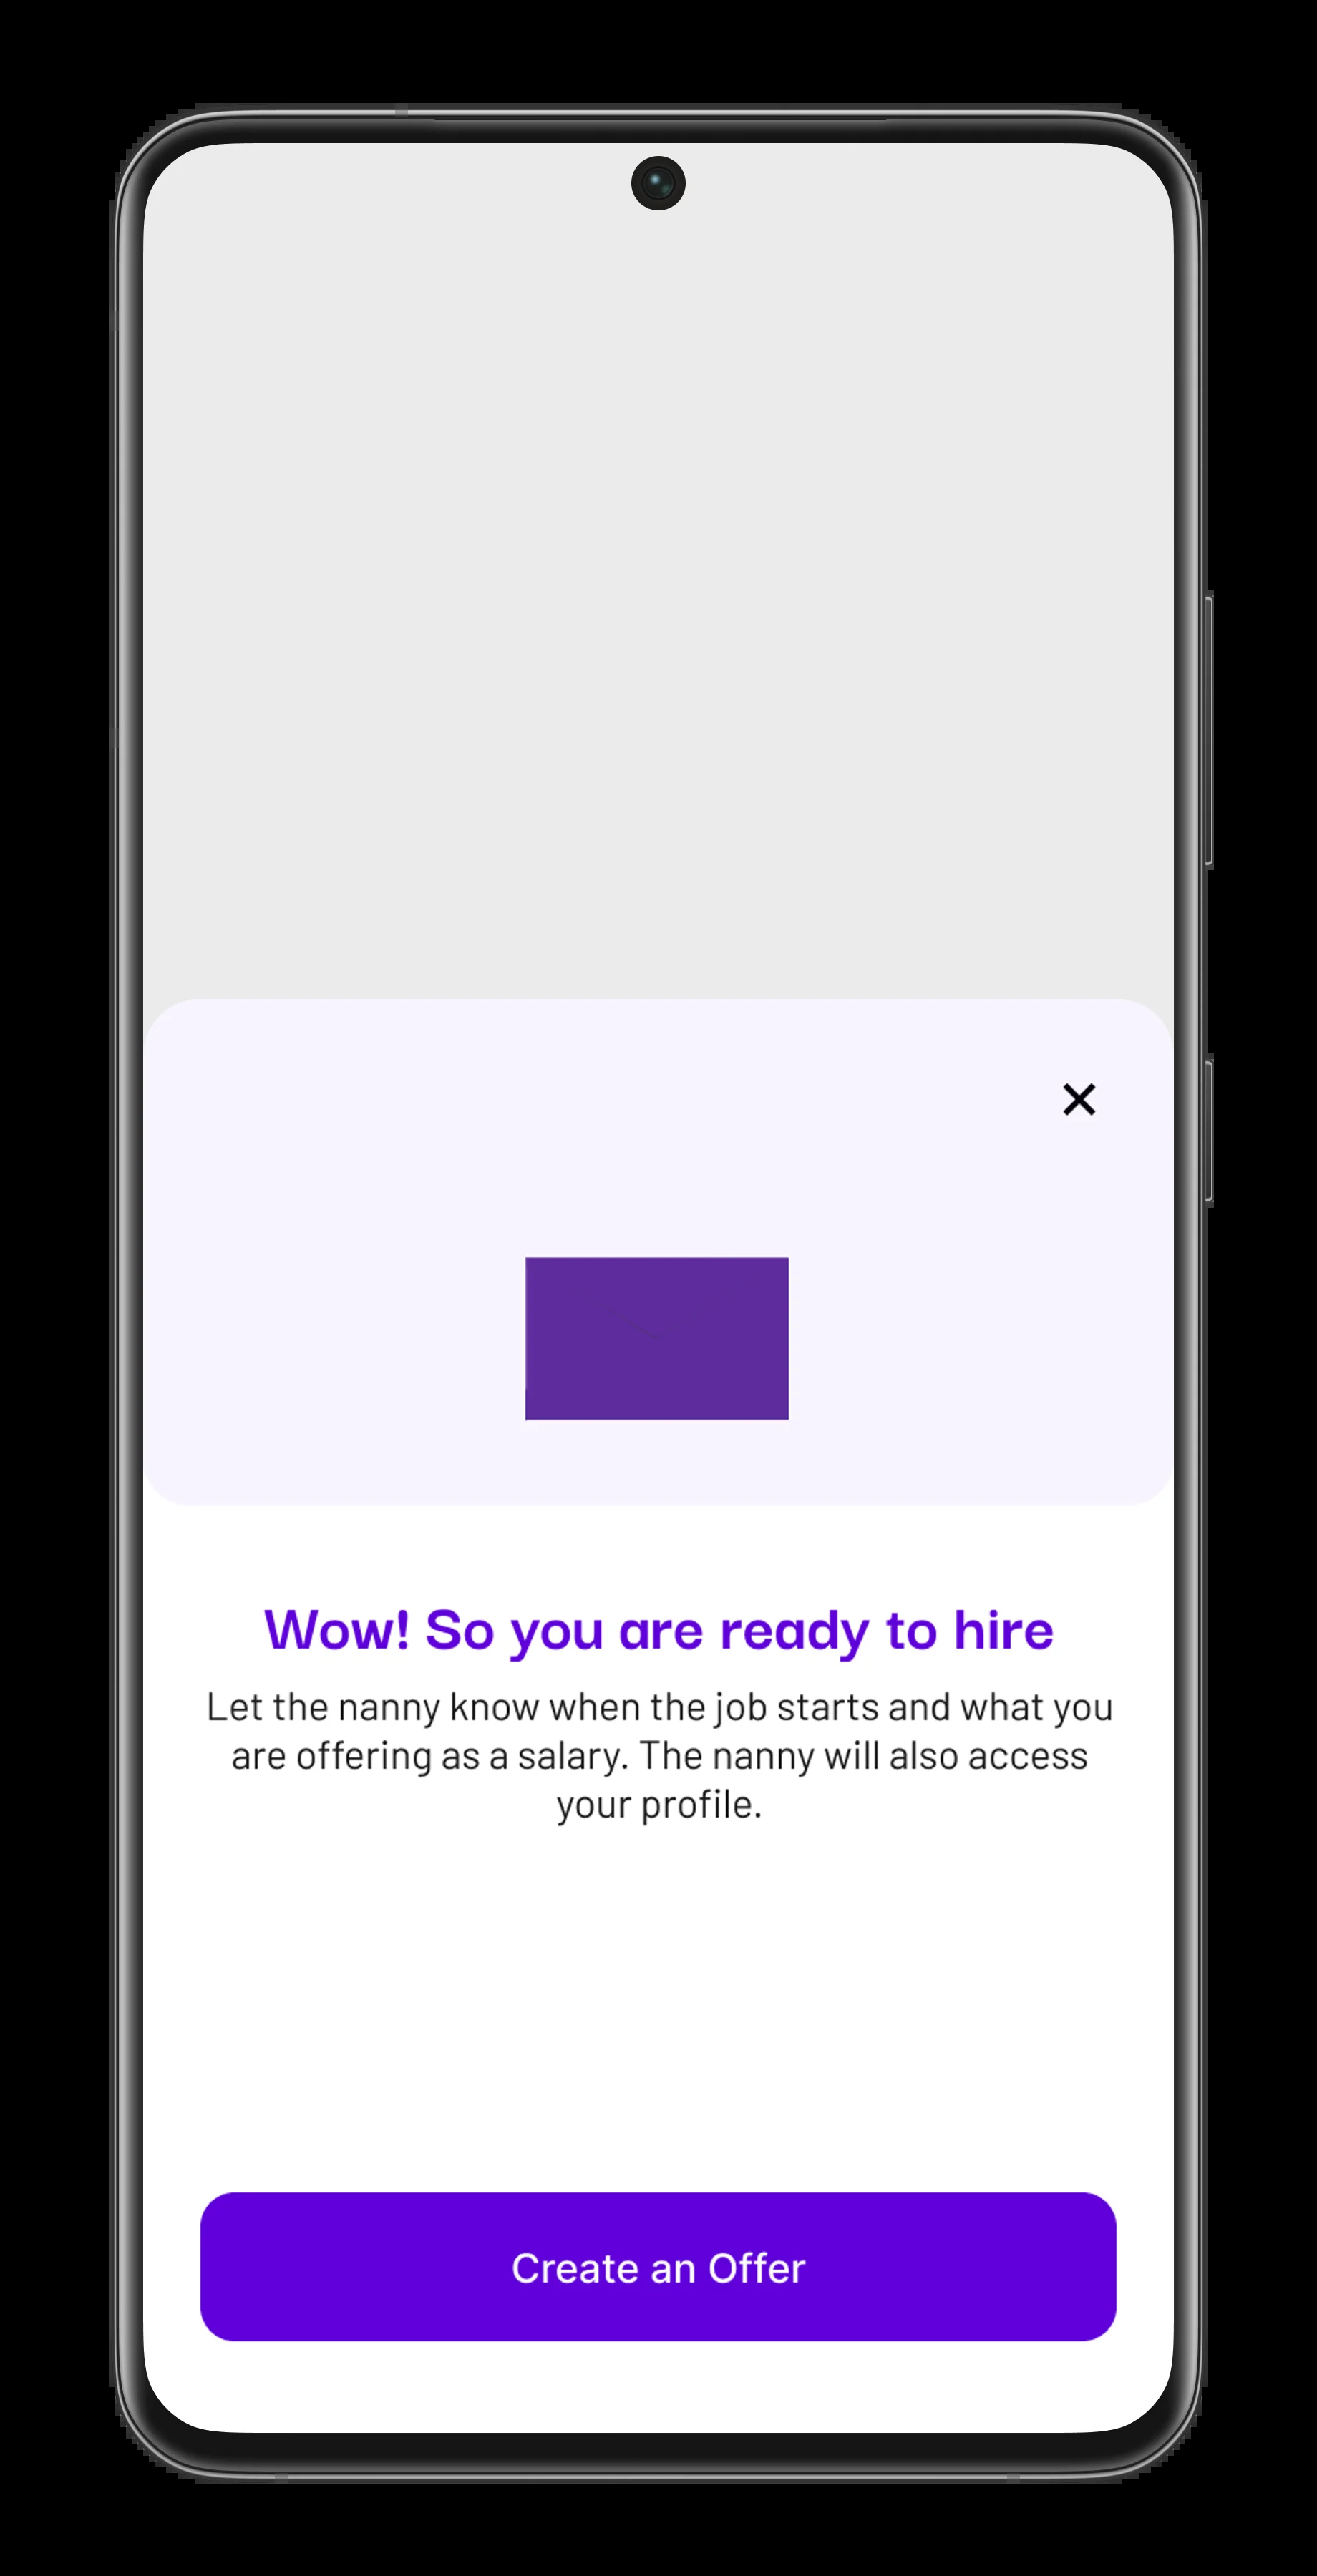 Wow! So you are ready to hire
Let the nanny know when the job starts and what you
are offering as a salary. The nanny will also access
your profile.
Create an Offer